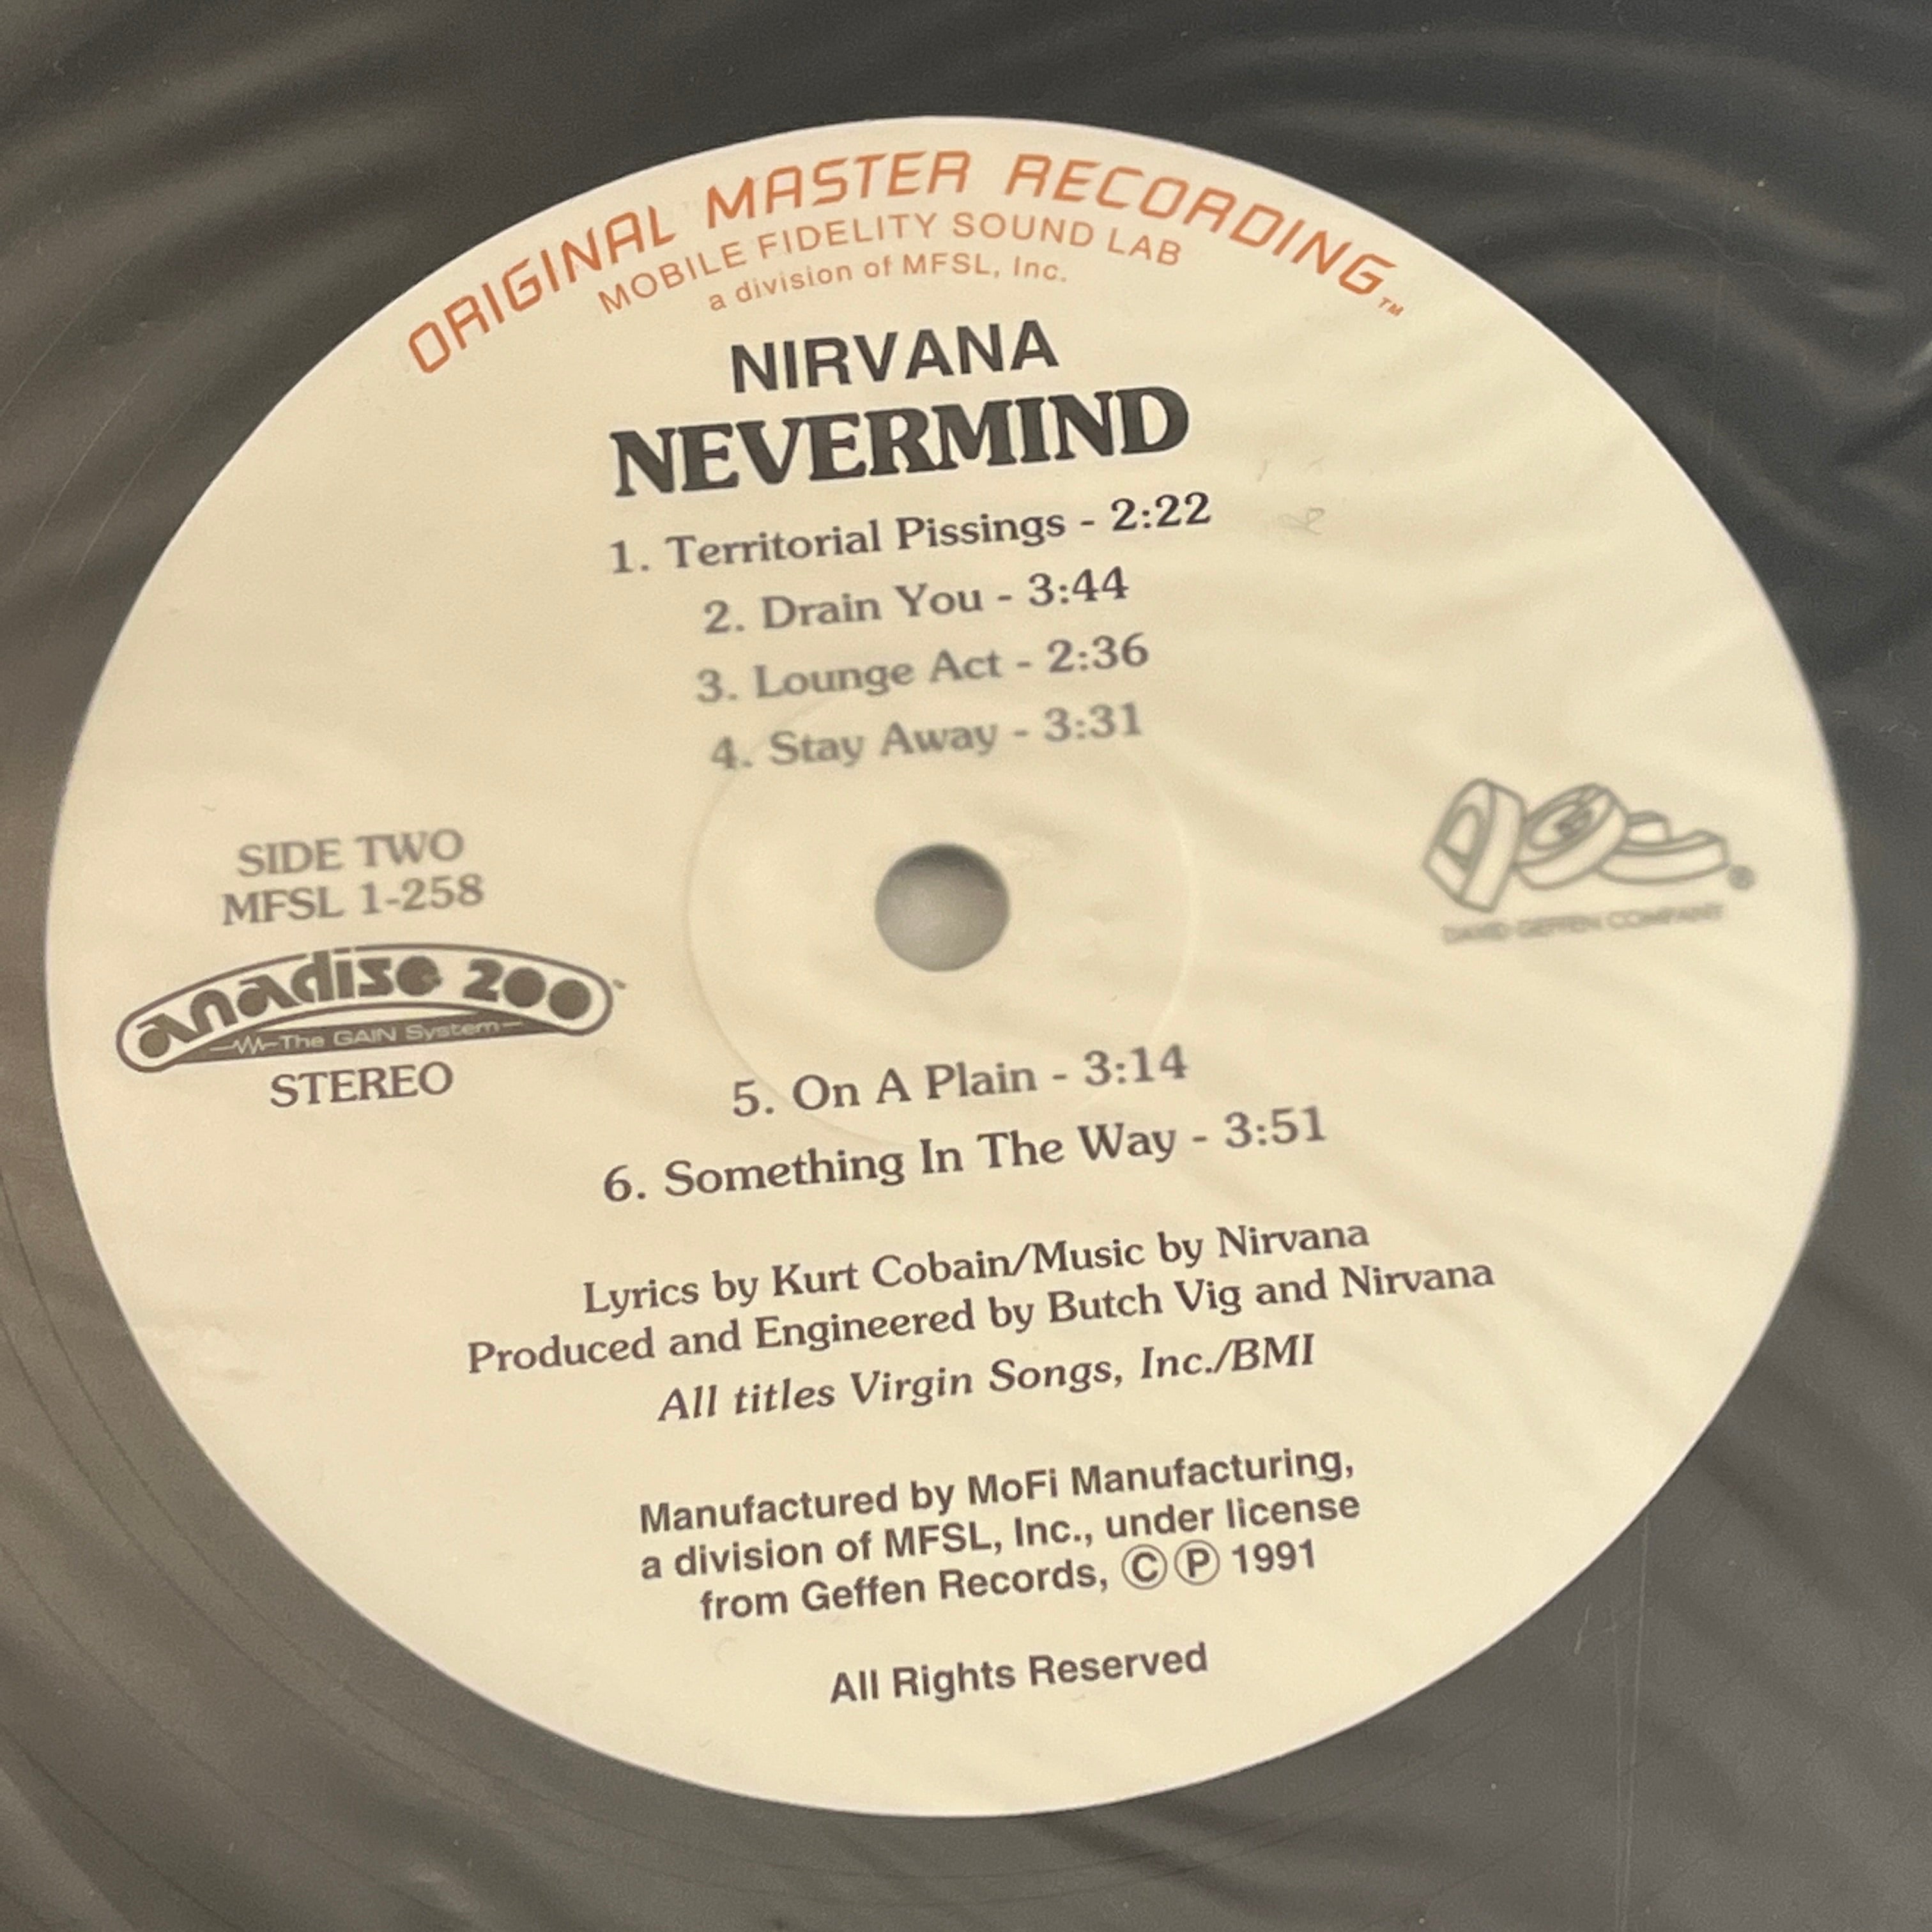 ORIGINAL MASTER RECORDING™
MOBILE FIDELITY SOUND LAB
a division of MFSL, Inc.
NIRVANA
NEVERMIND
1. Territorial Pissings - 2:22
2. Drain You - 3:44
3. Lounge Act - 2:36
4. Stay Away - 3:31
SIDE TWO
MFSL 1-258
anadisq 200
The GAIN System
STEREO
DGC®
DAVID GEFFEN COMPANY
5. On A Plain - 3:14
6. Something In The Way - 3:51
Lyrics by Kurt Cobain/Music by Nirvana
Produced and Engineered by Butch Vig and Nirvana
All titles Virgin Songs, Inc./BMI
Manufactured by MoFi Manufacturing,
a division of MFSL, Inc., under license
from Geffen Records, ©℗ 1991
All Rights Reserved